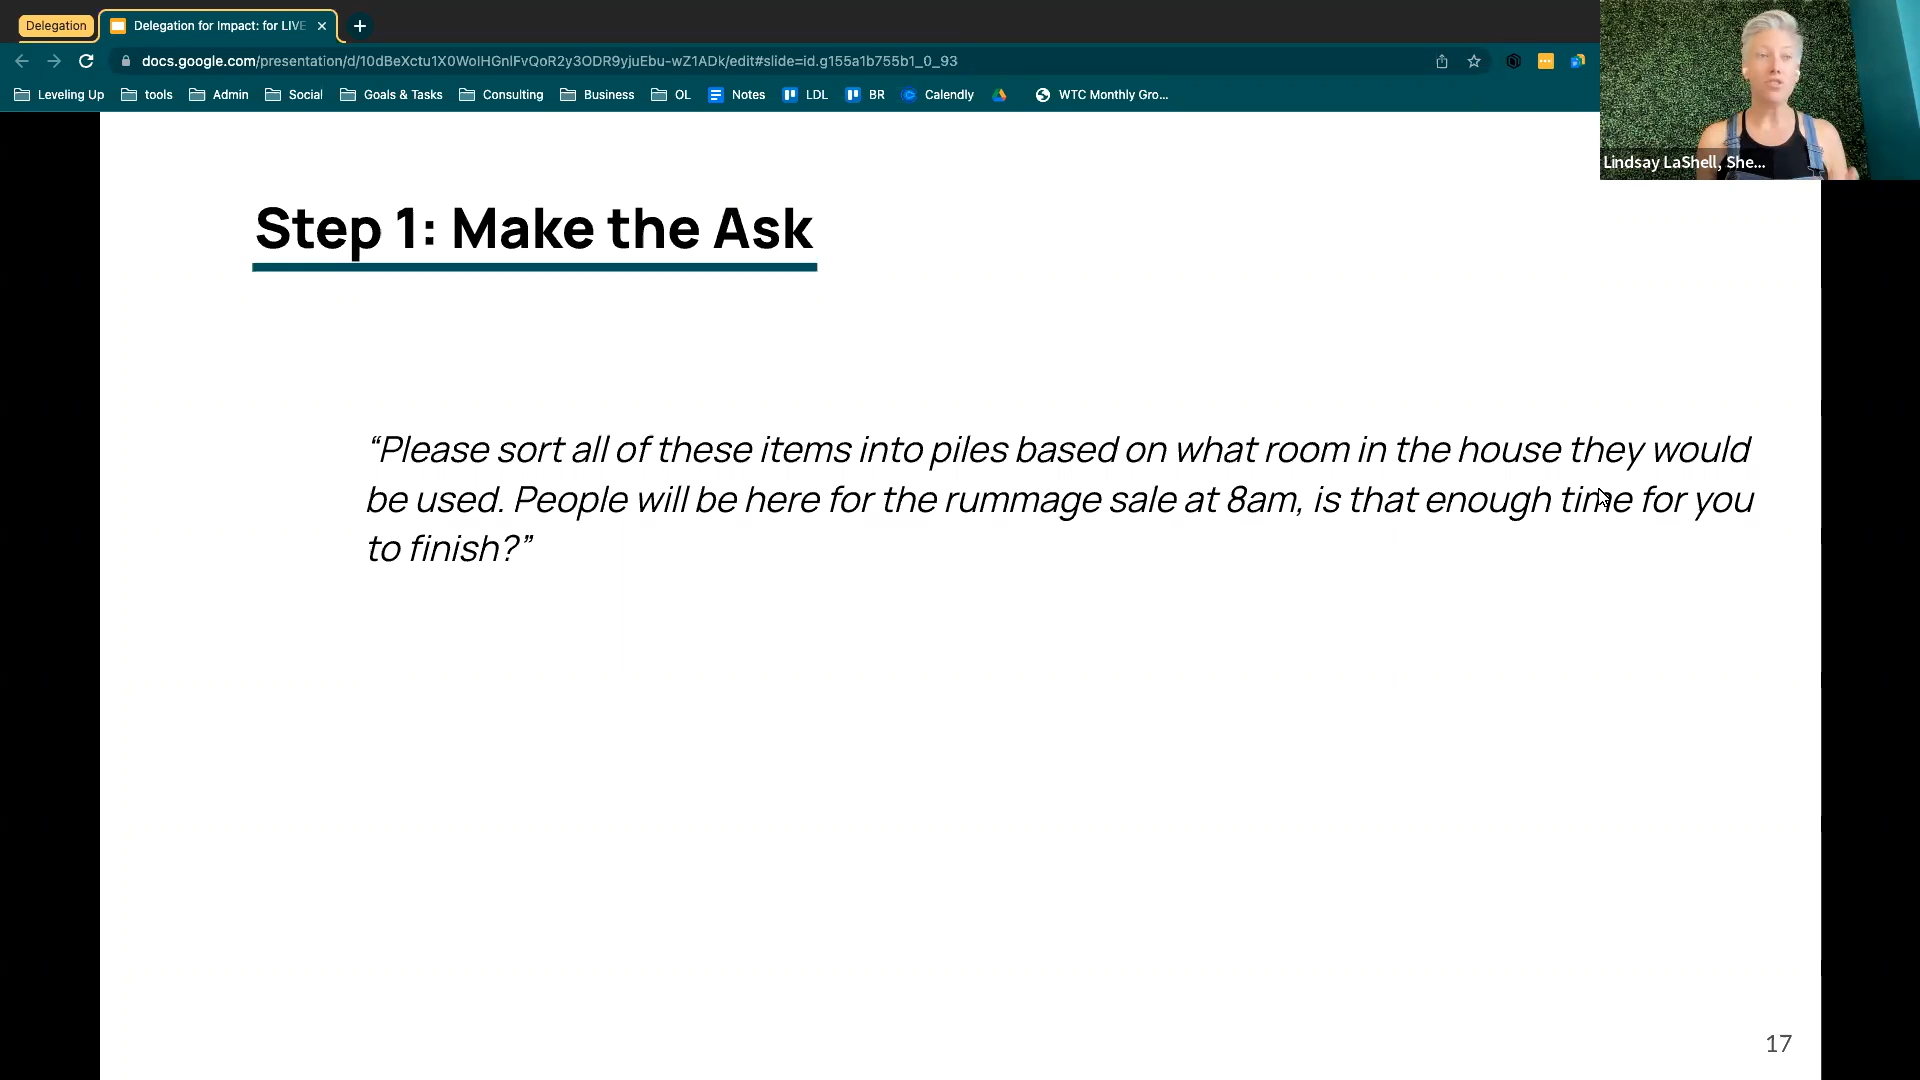 Delegation
Delegation for Impact: for LIVE
docs.google.com/presentation/d/10dBeXctu1X0WolHGnlFvQoR2y3ODR9yjuEbu-wZ1ADk/edit#slide=id.g155a1b755b1_0_93
Leveling Up tools Admin Social Goals & Tasks Consulting Business OL Notes LDL BR Calendly WTC Monthly Gro...
Lindsay LaShell, She...
Step 1: Make the Ask
“Please sort all of these items into piles based on what room in the house they would
be used. People will be here for the rummage sale at 8am, is that enough time for you
to finish?”
17